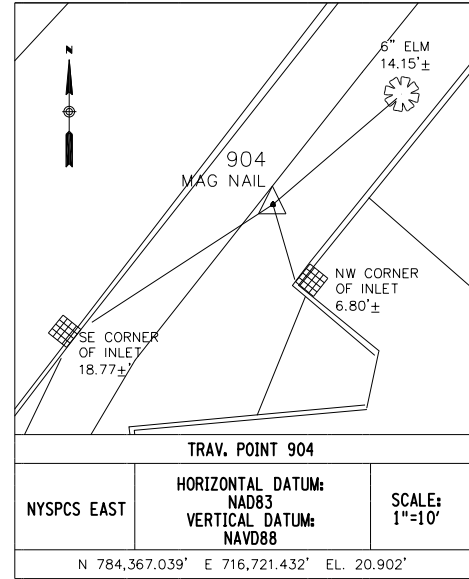 N
6" ELM
14.15'±
904
MAG NAIL
NW CORNER
OF INLET
6.80'±
SE CORNER
OF INLET
18.77±'
TRAV. POINT 904
NYSPCS EAST
HORIZONTAL DATUM:
NAD83
VERTICAL DATUM:
NAVD88
SCALE:
1"=10'
N 784,367.039' E 716,721.432' EL. 20.902'